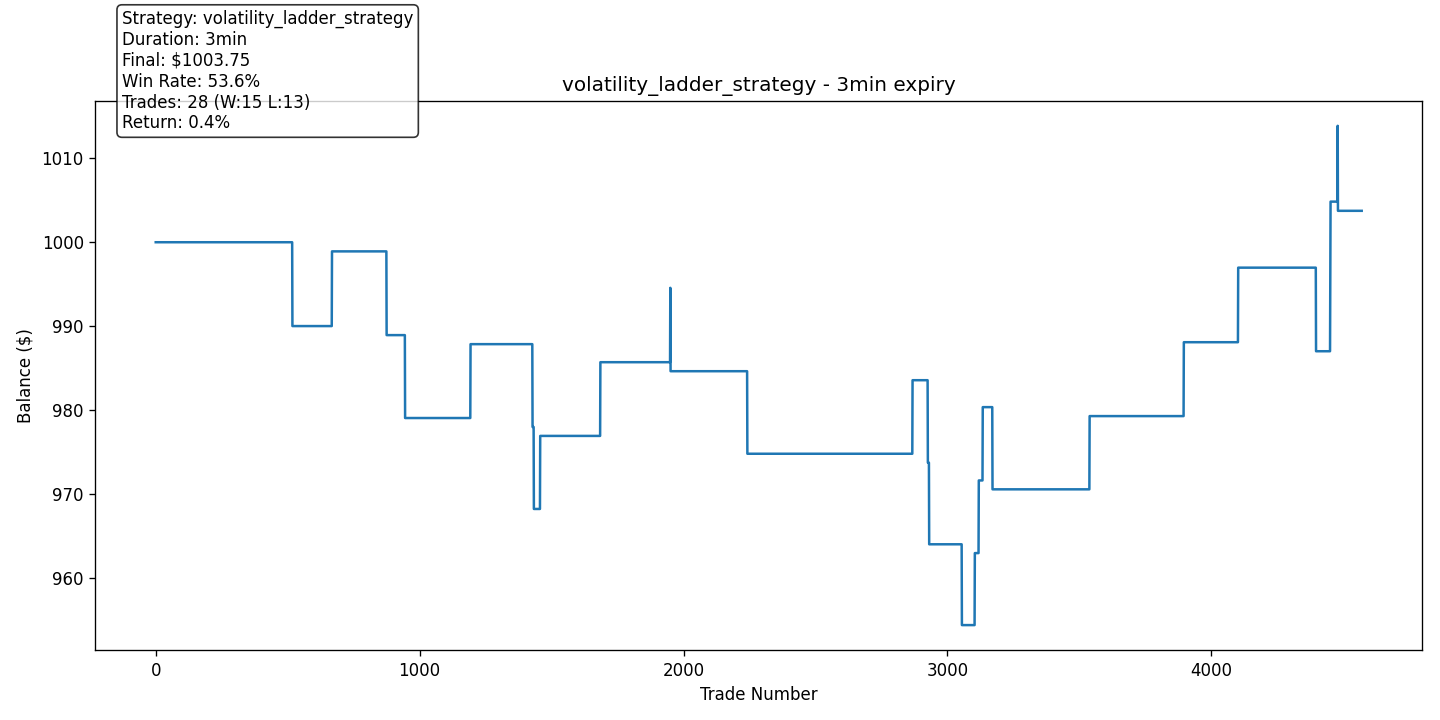 Strategy: volatility_ladder_strategy
Duration: 3min
Final: $1003.75
Win Rate: 53.6%
Trades: 28 (W:15 L:13)
Return: 0.4%
volatility_ladder_strategy - 3min expiry
Balance ($)
1010
1000
990
980
970
960
0 1000 2000 3000 4000
Trade Number